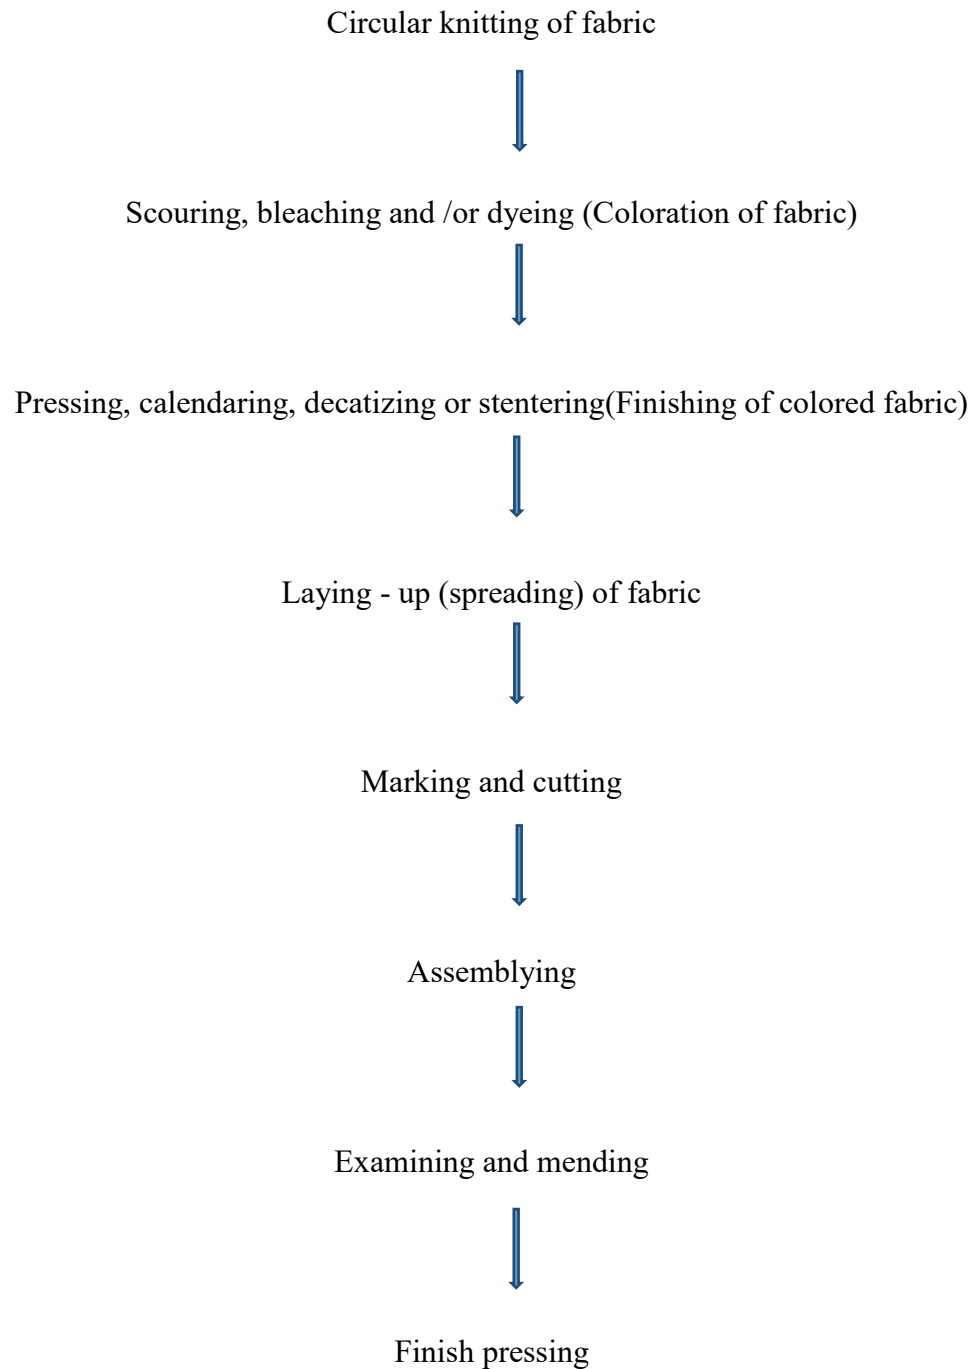 Circular knitting of fabric
Scouring, bleaching and /or dyeing (Coloration of fabric)
Pressing, calendaring, decatizing or stentering(Finishing of colored fabric)
Laying - up (spreading) of fabric
Marking and cutting
Assemblying
Examining and mending
Finish pressing